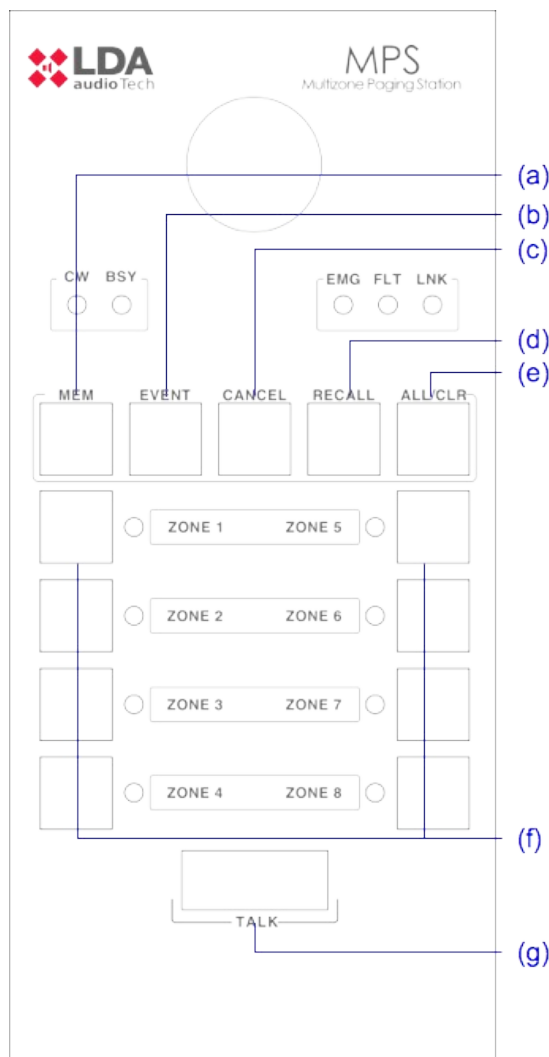 LDA
audioTech
MPS
Multizone Paging Station
(a)
(b)
(c)
CW BSY
EMG FLT LNK
(d)
(e)
MEM EVENT CANCEL RECALL ALL/CLR
ZONE 1 ZONE 5
ZONE 2 ZONE 6
ZONE 3 ZONE 7
ZONE 4 ZONE 8
(f)
TALK
(g)